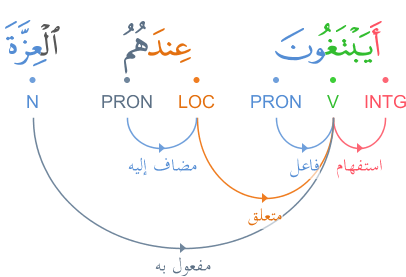 أَيَبْتَغُونَ عِندَهُمُ ٱلْعِزَّةَ
INTG V PRON LOC PRON N
استفهام فاعل مضاف إليه
متعلق
مفعول به